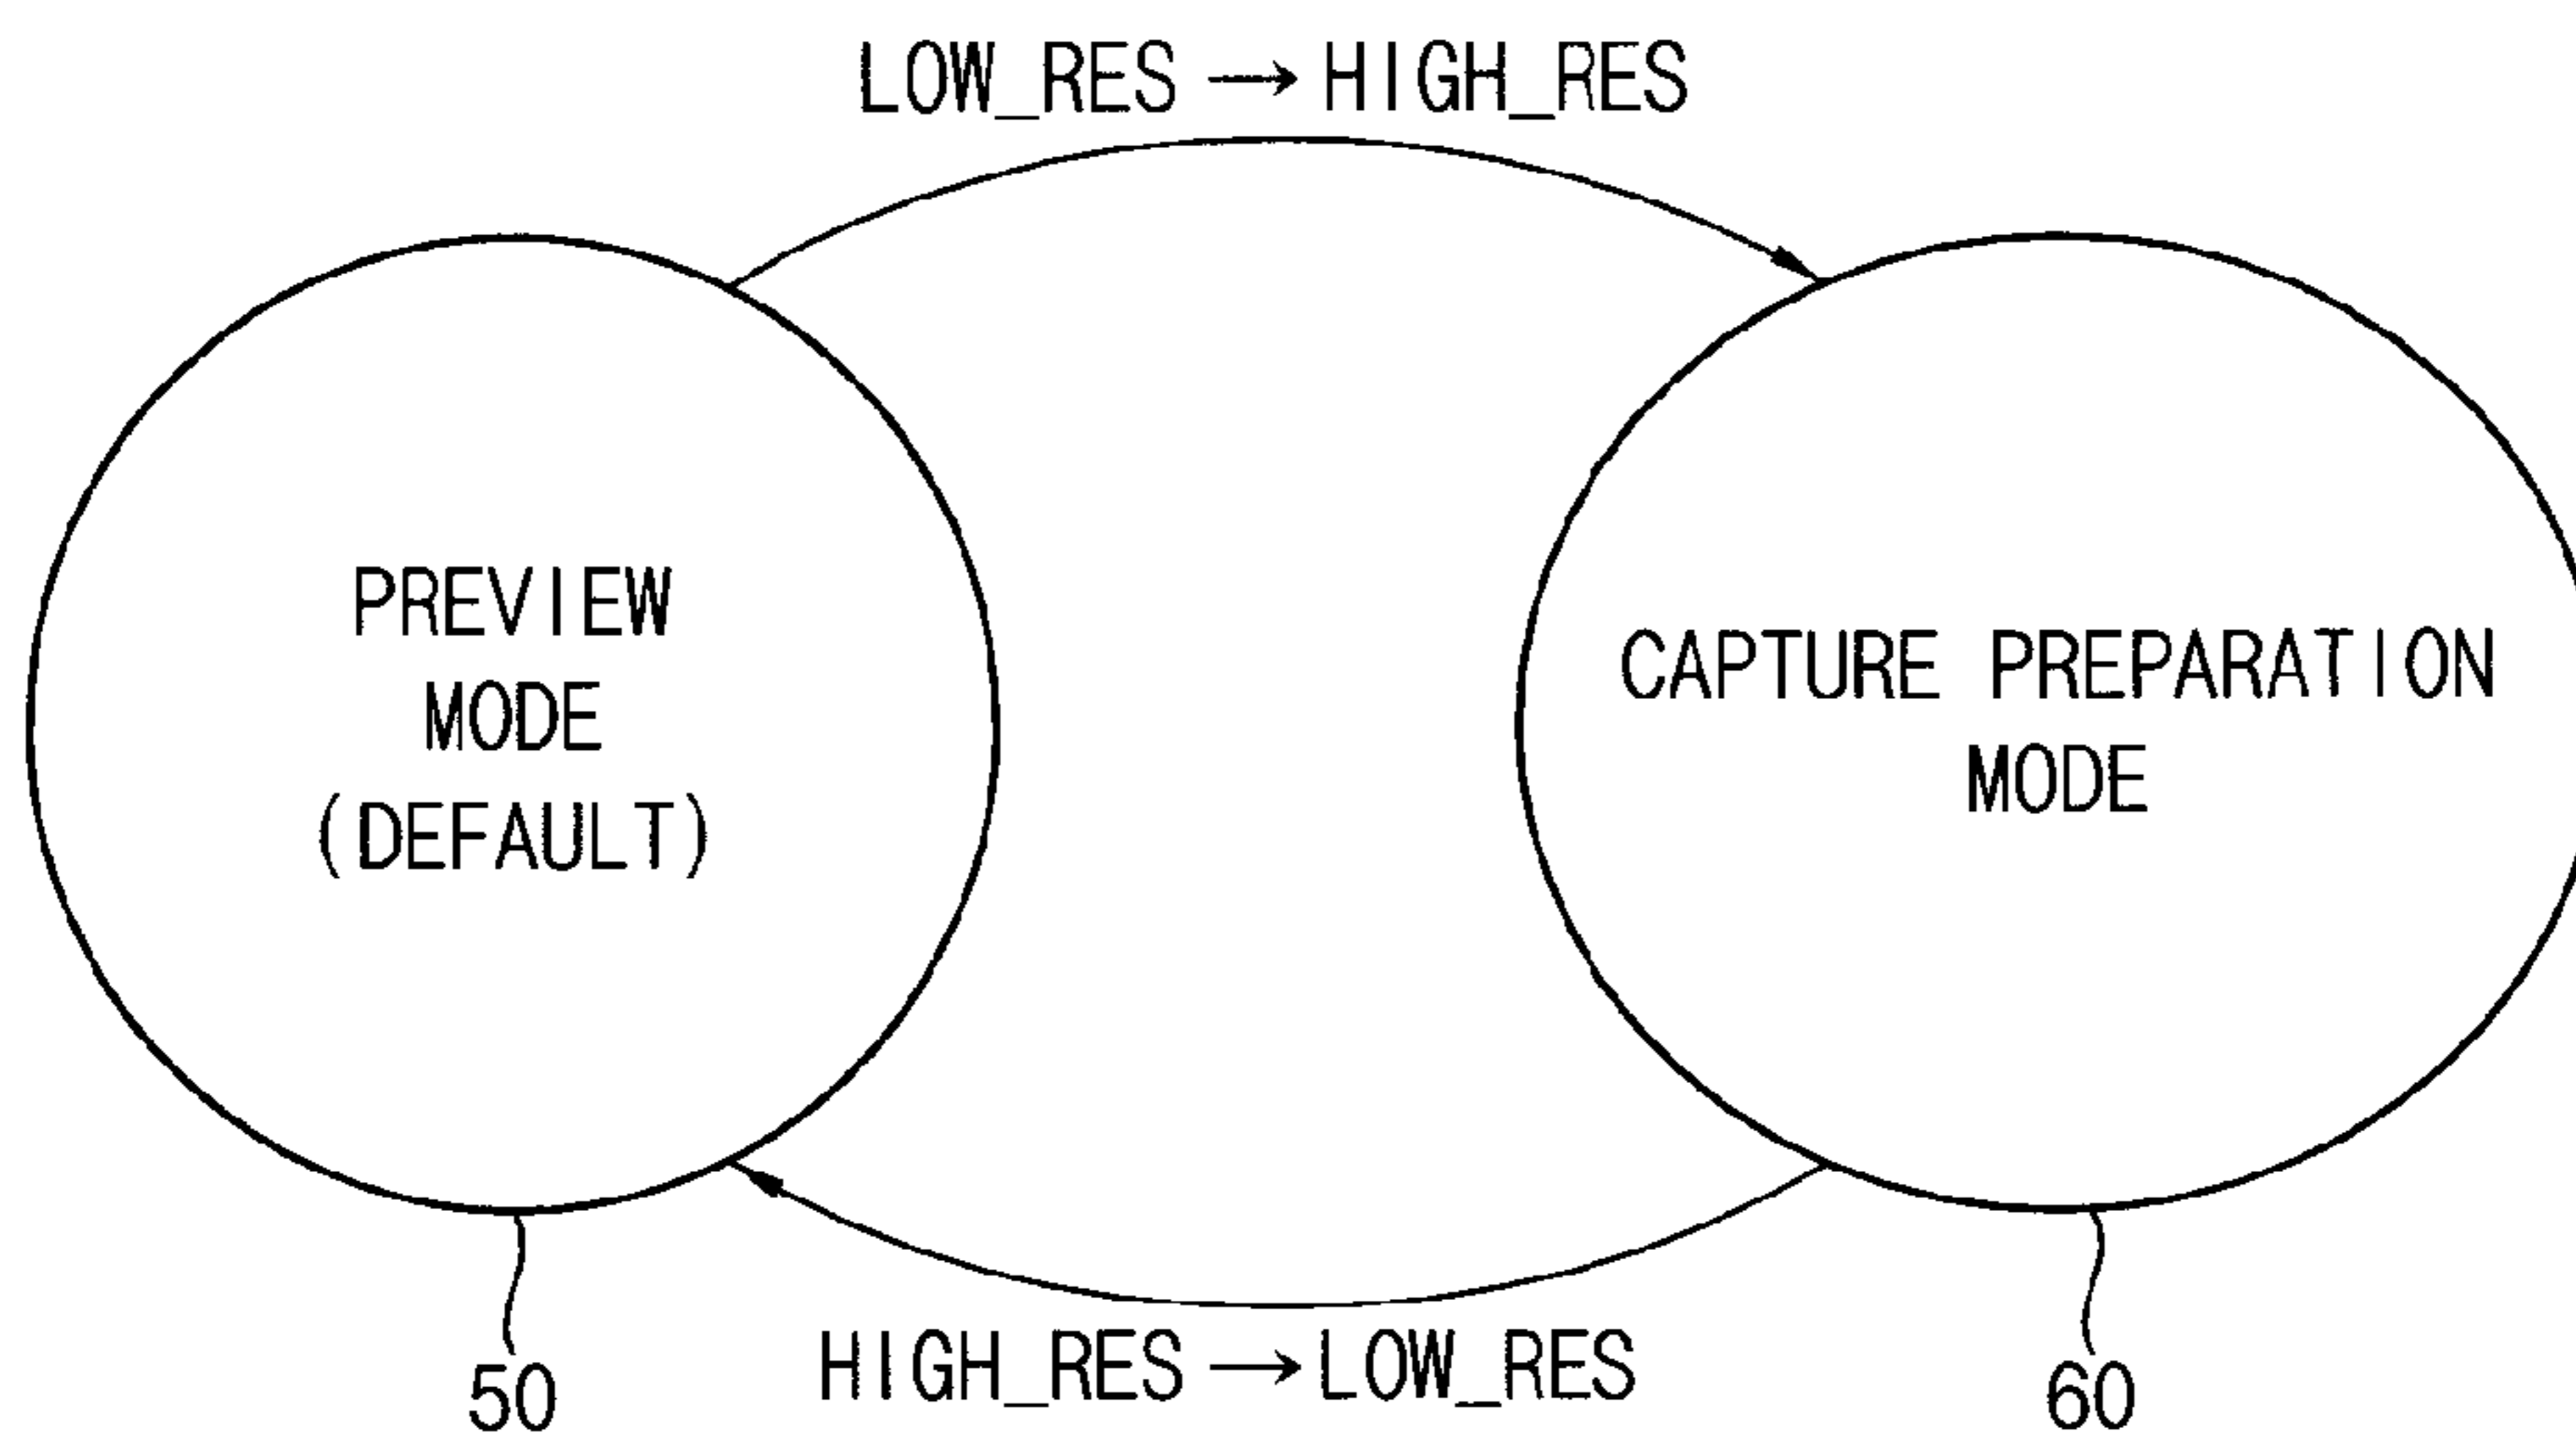 LOW_RES → HIGH_RES
PREVIEW
MODE
(DEFAULT)
CAPTURE PREPARATION
MODE
HIGH_RES → LOW_RES
50
60